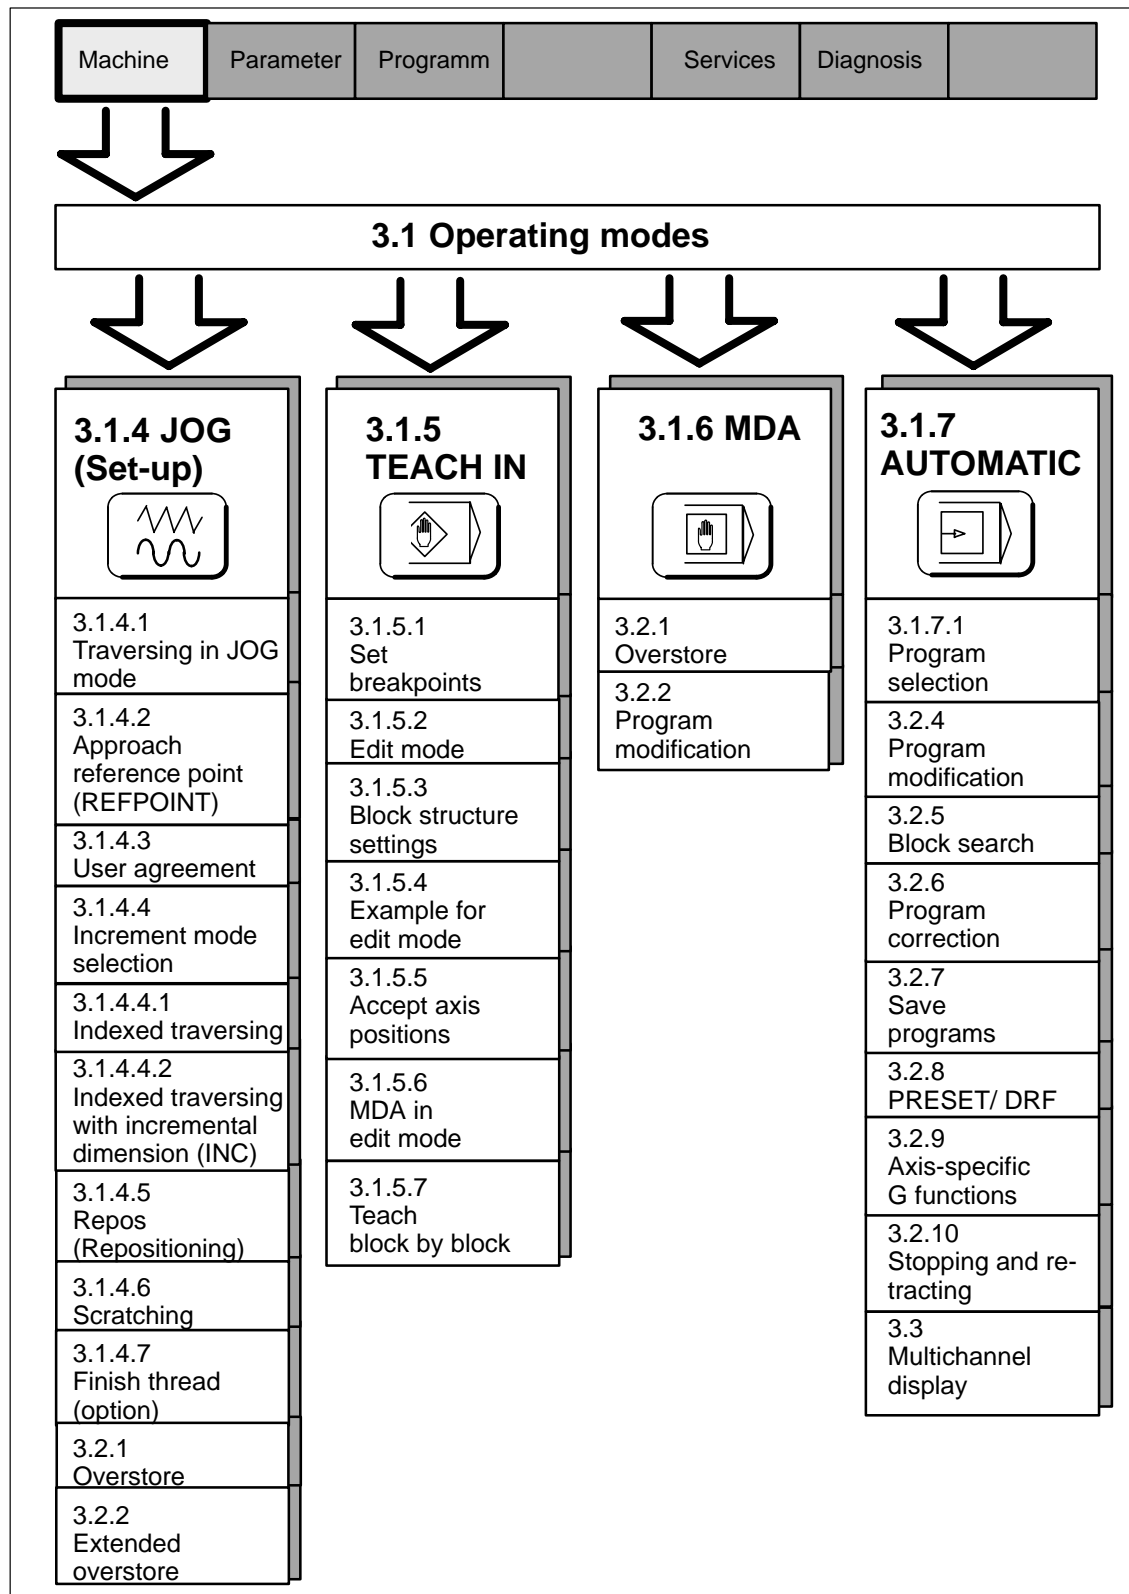 Machine
Parameter
Programm
Services
Diagnosis
3.1 Operating modes
3.1.4 JOG
(Set-up)
3.1.4.1
Traversing in JOG
mode
3.1.4.2
Approach
reference point
(REFPOINT)
3.1.4.3
User agreement
3.1.4.4
Increment mode
selection
3.1.4.4.1
Indexed traversing
3.1.4.4.2
Indexed traversing
with incremental
dimension (INC)
3.1.4.5
Repos
(Repositioning)
3.1.4.6
Scratching
3.1.4.7
Finish thread
(option)
3.2.1
Overstore
3.2.2
Extended
overstore
3.1.5
TEACH IN
3.1.5.1
Set
breakpoints
3.1.5.2
Edit mode
3.1.5.3
Block structure
settings
3.1.5.4
Example for
edit mode
3.1.5.5
Accept axis
positions
3.1.5.6
MDA in
edit mode
3.1.5.7
Teach
block by block
3.1.6 MDA
3.2.1
Overstore
3.2.2
Program
modification
3.1.7
AUTOMATIC
3.1.7.1
Program
selection
3.2.4
Program
modification
3.2.5
Block search
3.2.6
Program
correction
3.2.7
Save
programs
3.2.8
PRESET/ DRF
3.2.9
Axis-specific
G functions
3.2.10
Stopping and re-
tracting
3.3
Multichannel
display